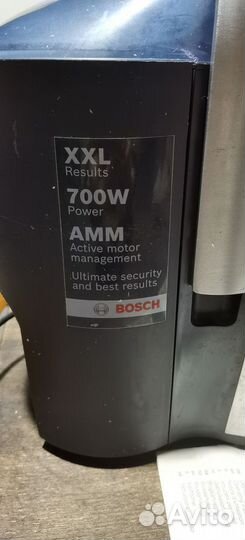 XXL
Results
700W
Power
AMM
Active motor
management
Ultimate security
and best results
BOSCH
Avito